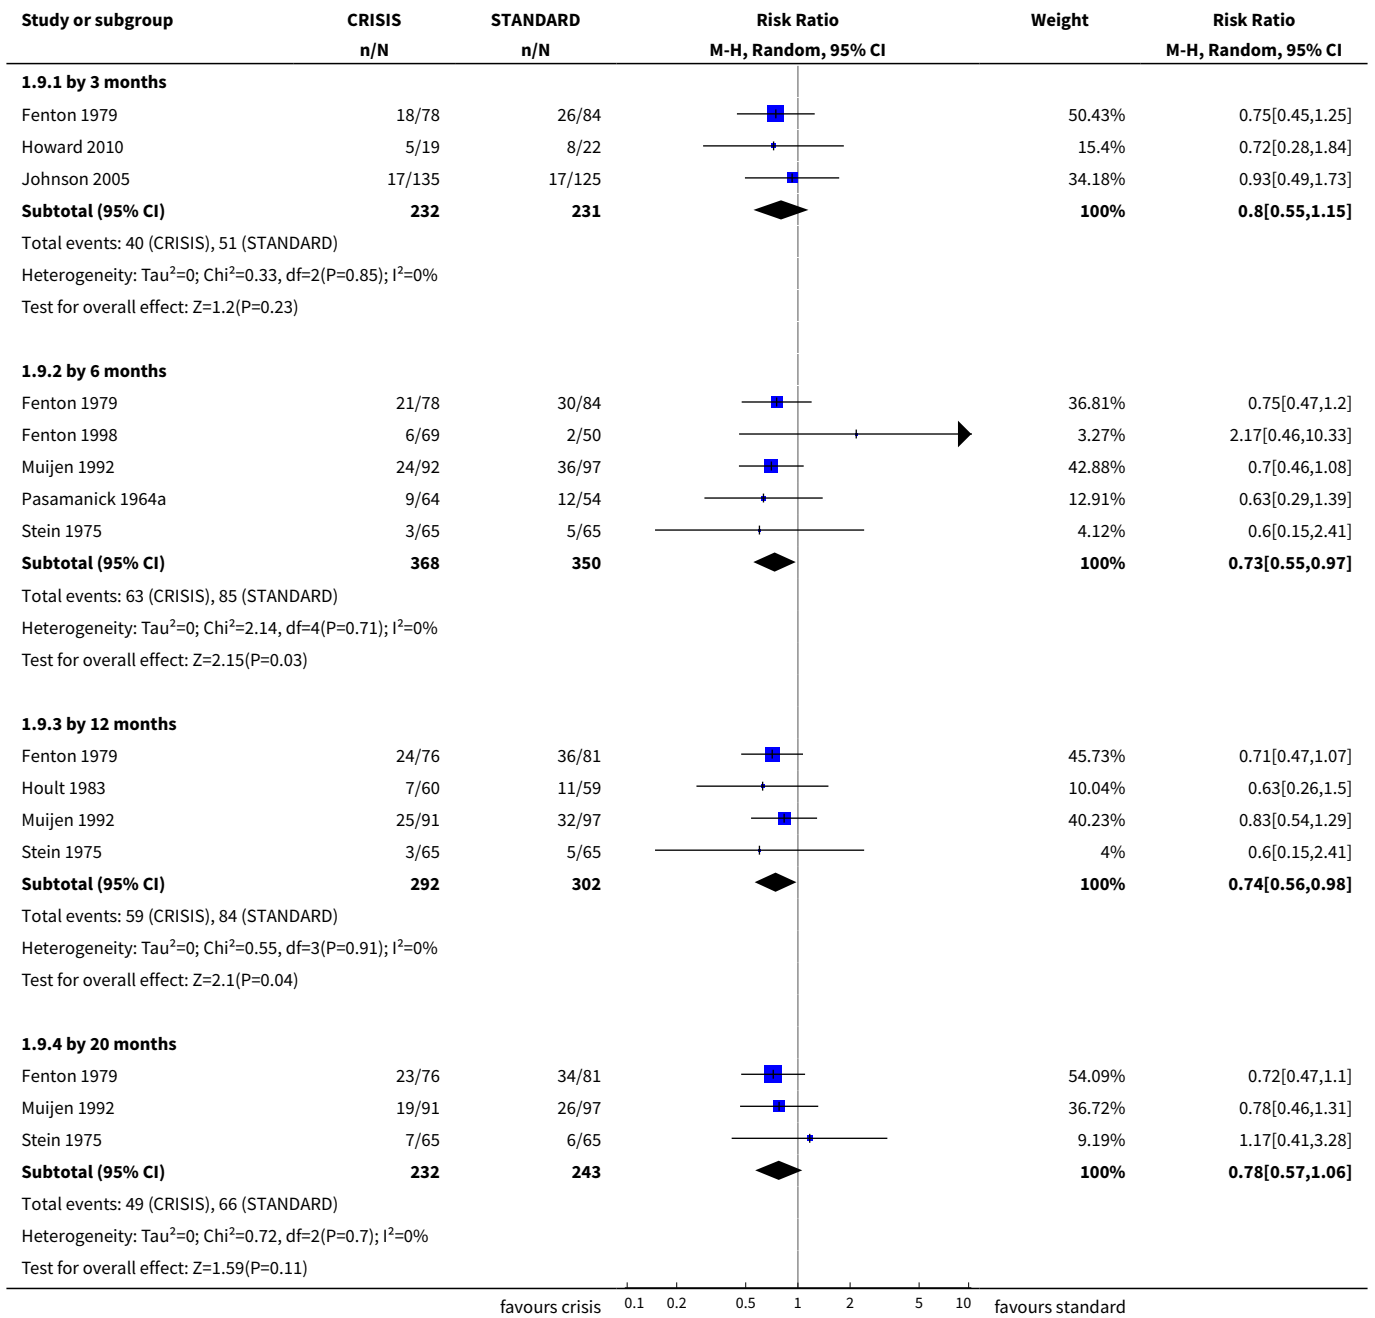 Study or subgroup CRISIS STANDARD Risk Ratio Weight Risk Ratio
n/N n/N M-H, Random, 95% CI M-H, Random, 95% CI
1.9.1 by 3 months
Fenton 1979 18/78 26/84 50.43% 0.75[0.45,1.25]
Howard 2010 5/19 8/22 15.4% 0.72[0.28,1.84]
Johnson 2005 17/135 17/125 34.18% 0.93[0.49,1.73]
Subtotal (95% CI) 232 231 100% 0.8[0.55,1.15]
Total events: 40 (CRISIS), 51 (STANDARD)
Heterogeneity: Tau²=0; Chi²=0.33, df=2(P=0.85); I²=0%
Test for overall effect: Z=1.2(P=0.23)
1.9.2 by 6 months
Fenton 1979 21/78 30/84 36.81% 0.75[0.47,1.2]
Fenton 1998 6/69 2/50 3.27% 2.17[0.46,10.33]
Muijen 1992 24/92 36/97 42.88% 0.7[0.46,1.08]
Pasamanick 1964a 9/64 12/54 12.91% 0.63[0.29,1.39]
Stein 1975 3/65 5/65 4.12% 0.6[0.15,2.41]
Subtotal (95% CI) 368 350 100% 0.73[0.55,0.97]
Total events: 63 (CRISIS), 85 (STANDARD)
Heterogeneity: Tau²=0; Chi²=2.14, df=4(P=0.71); I²=0%
Test for overall effect: Z=2.15(P=0.03)
1.9.3 by 12 months
Fenton 1979 24/76 36/81 45.73% 0.71[0.47,1.07]
Hoult 1983 7/60 11/59 10.04% 0.63[0.26,1.5]
Muijen 1992 25/91 32/97 40.23% 0.83[0.54,1.29]
Stein 1975 3/65 5/65 4% 0.6[0.15,2.41]
Subtotal (95% CI) 292 302 100% 0.74[0.56,0.98]
Total events: 59 (CRISIS), 84 (STANDARD)
Heterogeneity: Tau²=0; Chi²=0.55, df=3(P=0.91); I²=0%
Test for overall effect: Z=2.1(P=0.04)
1.9.4 by 20 months
Fenton 1979 23/76 34/81 54.09% 0.72[0.47,1.1]
Muijen 1992 19/91 26/97 36.72% 0.78[0.46,1.31]
Stein 1975 7/65 6/65 9.19% 1.17[0.41,3.28]
Subtotal (95% CI) 232 243 100% 0.78[0.57,1.06]
Total events: 49 (CRISIS), 66 (STANDARD)
Heterogeneity: Tau²=0; Chi²=0.72, df=2(P=0.7); I²=0%
Test for overall effect: Z=1.59(P=0.11)
favours crisis 0.1 0.2 0.5 1 2 5 10 favours standard